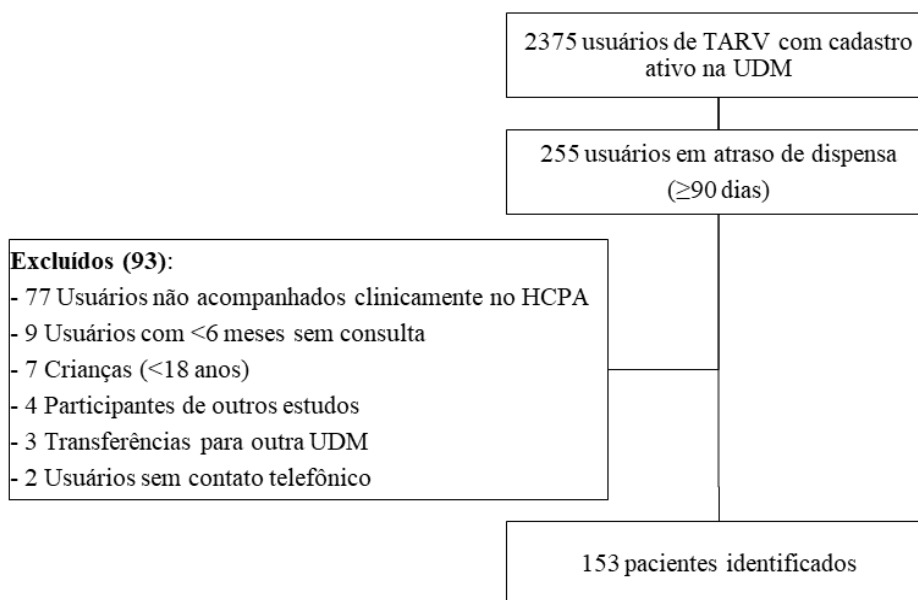 2375 usuários de TARV com cadastro
ativo na UDM
255 usuários em atraso de dispensa
(≥90 dias)
Excluídos (93):
- 77 Usuários não acompanhados clinicamente no HCPA
- 9 Usuários com <6 meses sem consulta
- 7 Crianças (<18 anos)
- 4 Participantes de outros estudos
- 3 Transferências para outra UDM
- 2 Usuários sem contato telefônico
153 pacientes identificados